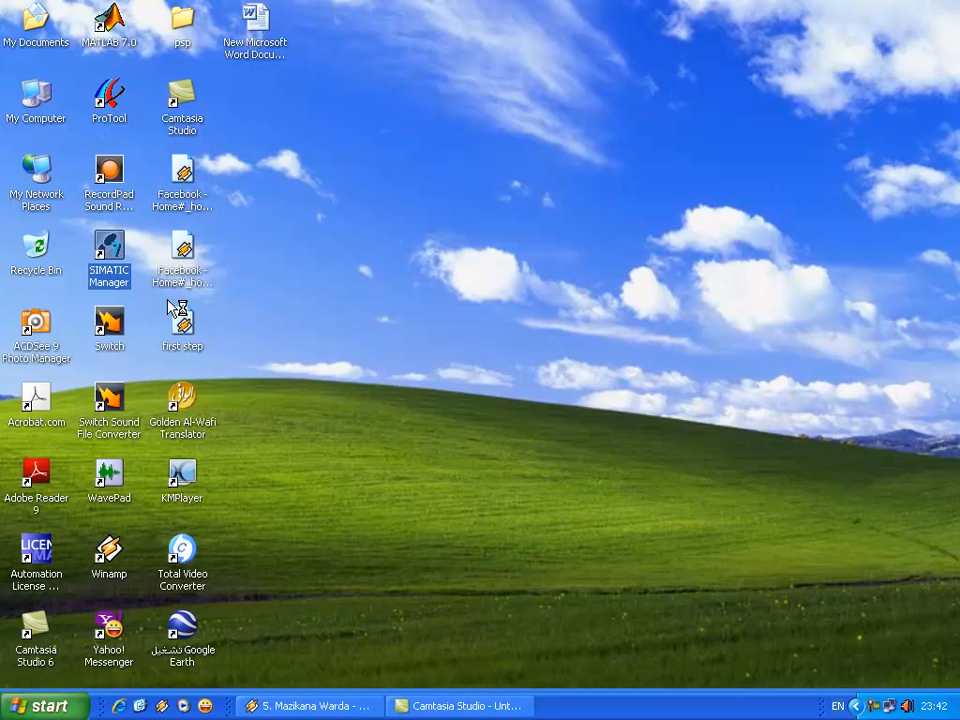 My Documents
MATLAB 7.0
psp
New Microsoft
Word Docu...
My Computer
ProTool
Camtasia
Studio
My Network
Places
RecordPad
Sound R...
Facebook -
Home#_ho...
Recycle Bin
SIMATIC
Manager
Facebook -
Home#_ho...
ACDSee 9
Photo Manager
Switch
first step
Acrobat.com
Switch Sound
File Converter
Golden Al-Wafi
Translator
Adobe Reader
9
WavePad
KMPlayer
Automation
License ...
Winamp
Total Video
Converter
Camtasia
Studio 6
Yahoo!
Messenger
تشغيل Google
Earth
start
5. Mazikana Warda - ...
Camtasia Studio - Unt...
EN
23:42